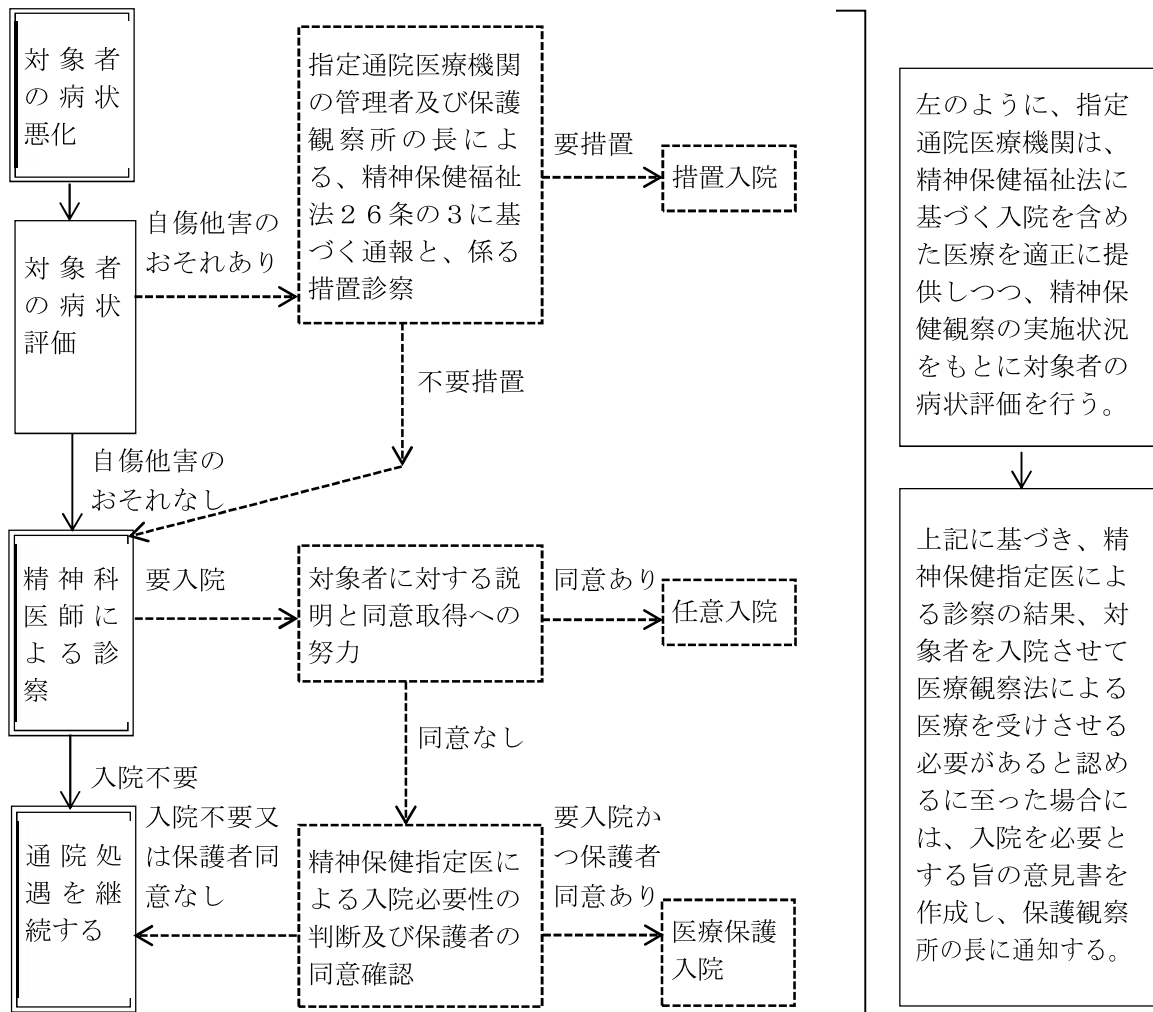 対象者
の病状
悪化
指定通院医療機関
の管理者及び保護
観察所の長によ
る、精神保健福祉
法２６条の３に基
づく通報と、係る
措置診察
要措置
措置入院
自傷他害の
おそれあり
対象者
の病状
評価
不要措置
自傷他害の
おそれなし
精神科
医師に
よる診
察
要入院
対象者に対する説
明と同意取得への
努力
同意あり
任意入院
同意なし
入院不要
通院処
遇を継
続する
入院不要又
は保護者同
意なし
精神保健指定医に
よる入院必要性の
判断及び保護者の
同意確認
要入院か
つ保護者
同意あり
医療保護
入院
左のように、指定
通院医療機関は、
精神保健福祉法に
基づく入院を含め
た医療を適正に提
供しつつ、精神保
健観察の実施状況
をもとに対象者の
病状評価を行う。
上記に基づき、精
神保健指定医によ
る診察の結果、対
象者を入院させて
医療観察法による
医療を受けさせる
必要があると認め
るに至った場合に
は、入院を必要と
する旨の意見書を
作成し、保護観察
所の長に通知する。